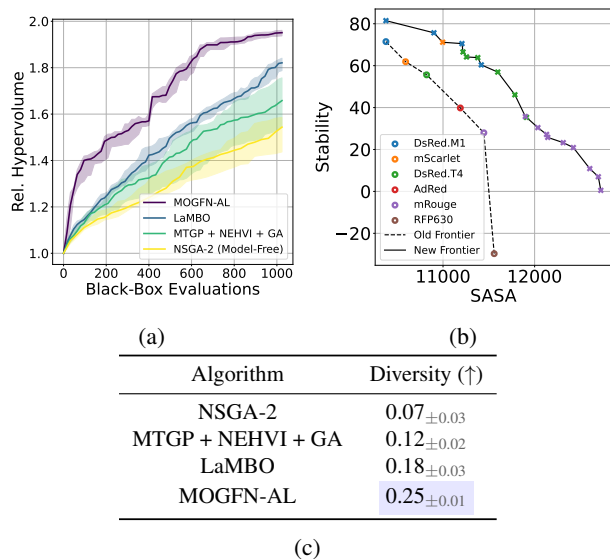 2.0
1.8
1.6
1.4
1.2
1.0
Rel. Hypervolume
MOGFN-AL
LaMBO
MTGP + NEHVI + GA
NSGA-2 (Model-Free)
0 200 400 600 800 1000
Black-Box Evaluations
(a)
80
60
40
20
0
−20
Stability
DsRed.M1
mScarlet
DsRed.T4
AdRed
mRouge
RFP630
Old Frontier
New Frontier
11000 12000
SASA
(b)
Algorithm Diversity (↑)
NSGA-2 0.07±0.03
MTGP + NEHVI + GA 0.12±0.02
LaMBO 0.18±0.03
MOGFN-AL 0.25±0.01
(c)